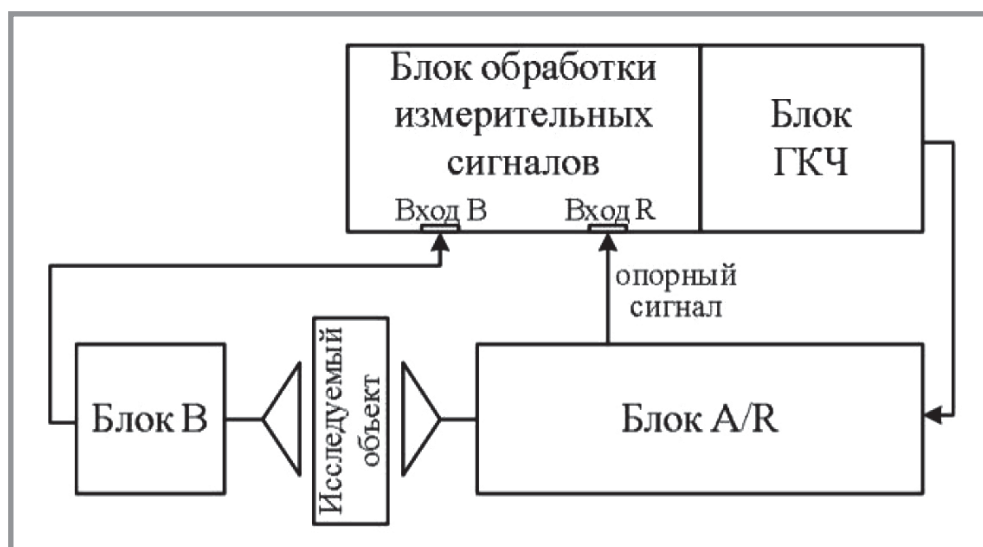 Блок обработки
измерительных
сигналов
Блок
ГКЧ
Вход В
Вход R
опорный
сигнал
Блок В
Исследуемый
объект
Блок A/R